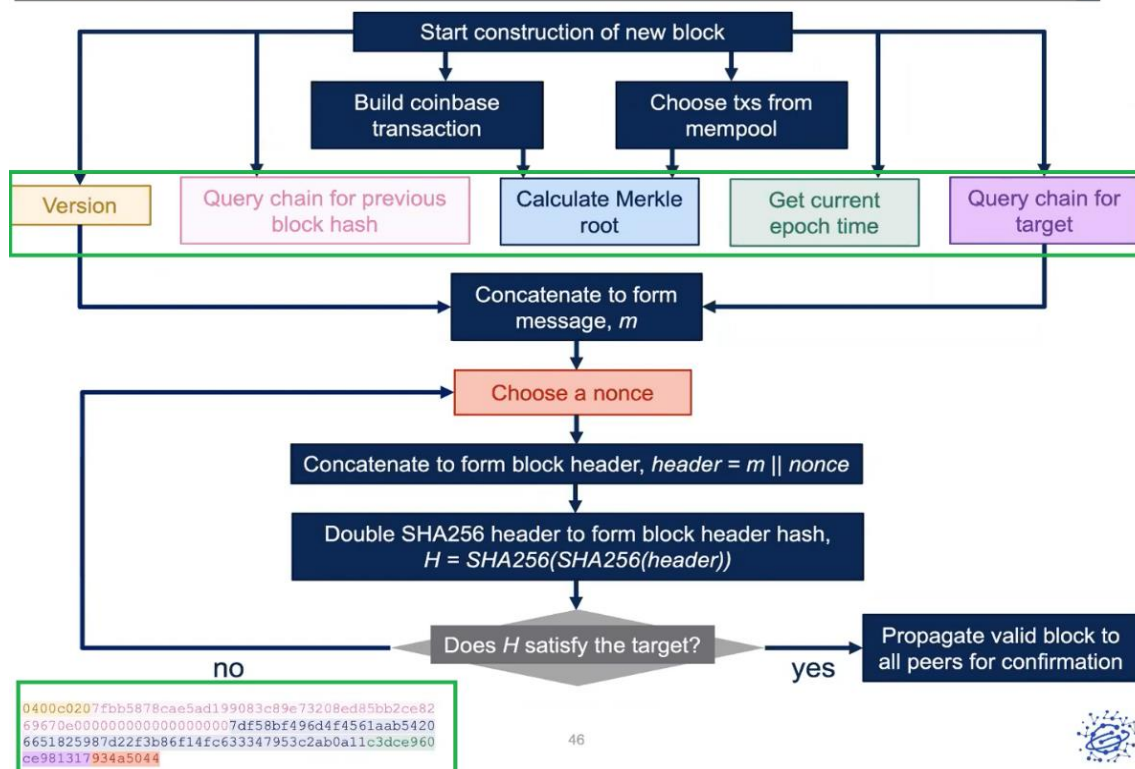 Start construction of new block
Build coinbase
transaction
Choose txs from
mempool
Version
Query chain for previous
block hash
Calculate Merkle
root
Get current
epoch time
Query chain for
target
Concatenate to form
message, m
Choose a nonce
Concatenate to form block header, header = m || nonce
Double SHA256 header to form block header hash,
H = SHA256(SHA256(header))
Does H satisfy the target?
no
yes
Propagate valid block to
all peers for confirmation
0400c0207fbb5878cae5ad199083c89e73208ed85bb2ce82
69670e00000000000000007df58bf496d4f4561aab5420
6651825987d22f3b86f14fc633347953c2ab0a11c3dce960
ce981317934a5044
46